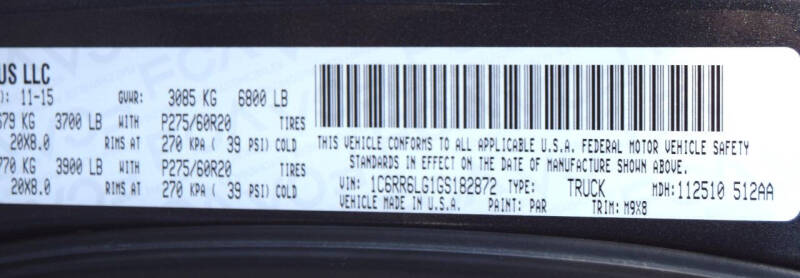 US LLC
): 11-15 GVWR: 3085 KG 6800 LB
679 KG 3700 LB WITH P275/60R20 TIRES
20X8.0 RIMS AT 270 KPA ( 39 PSI) COLD
770 KG 3900 LB WITH P275/60R20 TIRES
20X8.0 RIMS AT 270 KPA ( 39 PSI) COLD
THIS VEHICLE CONFORMS TO ALL APPLICABLE U.S.A. FEDERAL MOTOR VEHICLE SAFETY
STANDARDS IN EFFECT ON THE DATE OF MANUFACTURE SHOWN ABOVE.
VIN: 1C6RR6LG1GS182872 TYPE: TRUCK MDH: 112510 512AA
VEHICLE MADE IN U.S.A. PAINT: PAR TRIM: M9X8